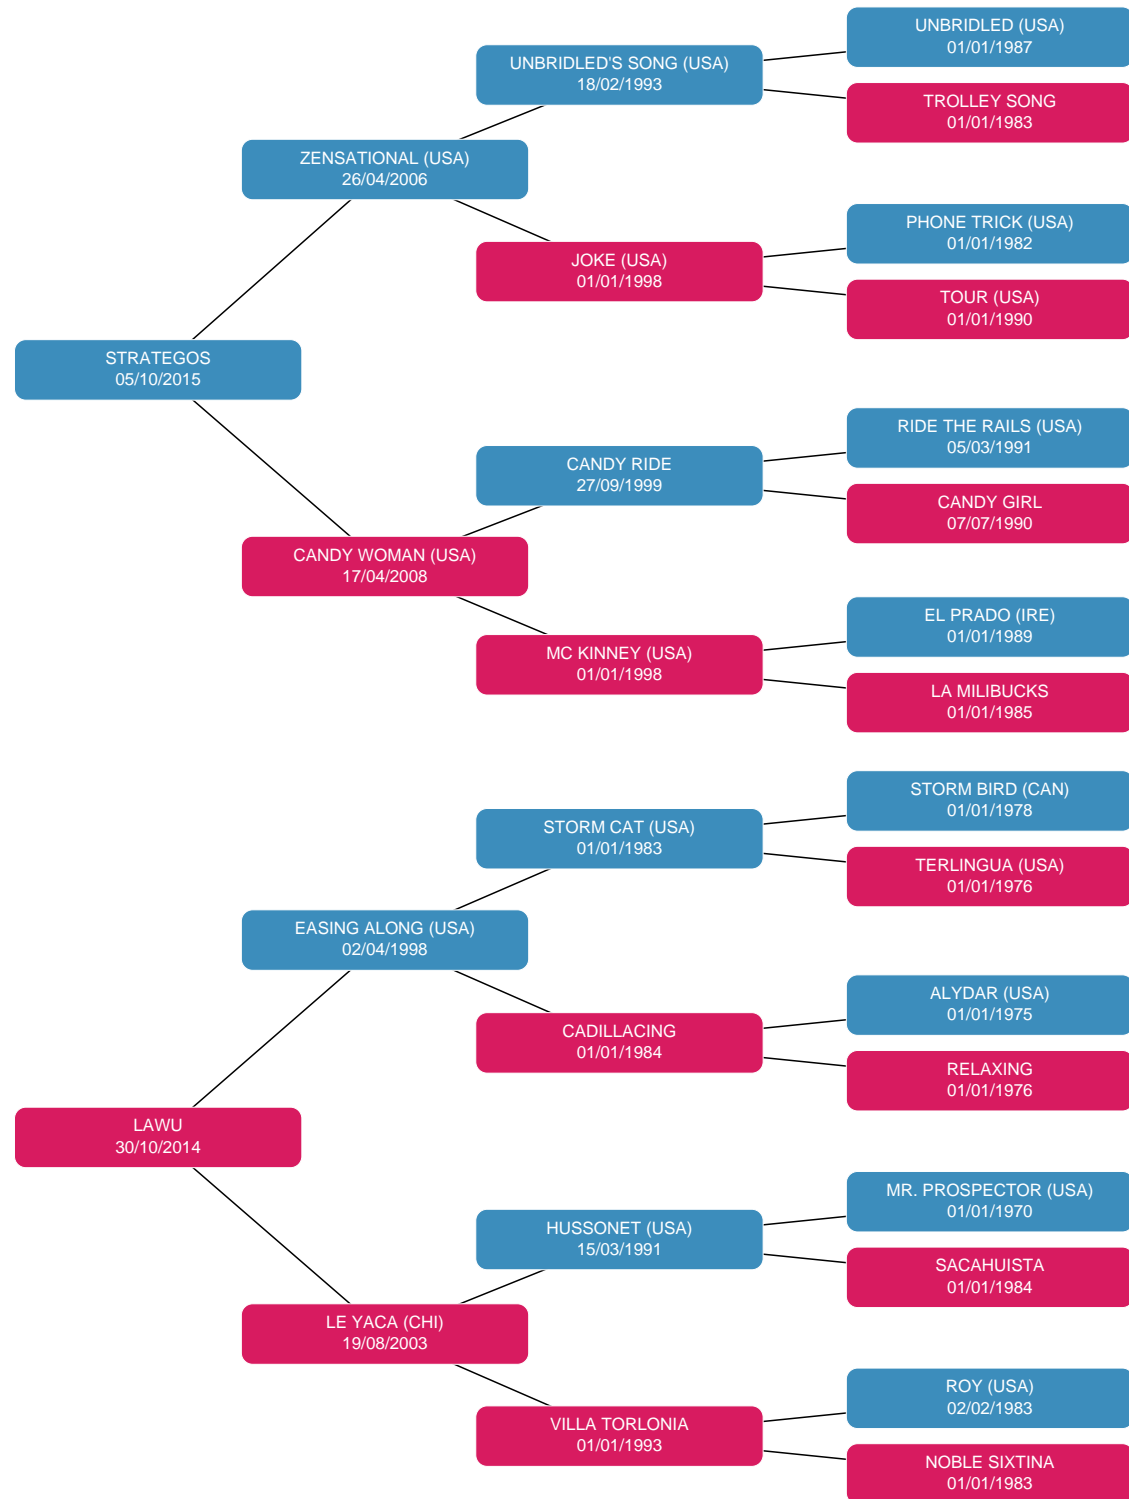 UNBRIDLED (USA)
01/01/1987
UNBRIDLED'S SONG (USA)
18/02/1993
TROLLEY SONG
01/01/1983
ZENSATIONAL (USA)
26/04/2006
PHONE TRICK (USA)
01/01/1982
JOKE (USA)
01/01/1998
TOUR (USA)
01/01/1990
STRATEGOS
05/10/2015
RIDE THE RAILS (USA)
05/03/1991
CANDY RIDE
27/09/1999
CANDY GIRL
07/07/1990
CANDY WOMAN (USA)
17/04/2008
EL PRADO (IRE)
01/01/1989
MC KINNEY (USA)
01/01/1998
LA MILIBUCKS
01/01/1985
STORM BIRD (CAN)
01/01/1978
STORM CAT (USA)
01/01/1983
TERLINGUA (USA)
01/01/1976
EASING ALONG (USA)
02/04/1998
ALYDAR (USA)
01/01/1975
CADILLACING
01/01/1984
RELAXING
01/01/1976
LAWU
30/10/2014
MR. PROSPECTOR (USA)
01/01/1970
HUSSONET (USA)
15/03/1991
SACAHUISTA
01/01/1984
LE YACA (CHI)
19/08/2003
ROY (USA)
02/02/1983
VILLA TORLONIA
01/01/1993
NOBLE SIXTINA
01/01/1983